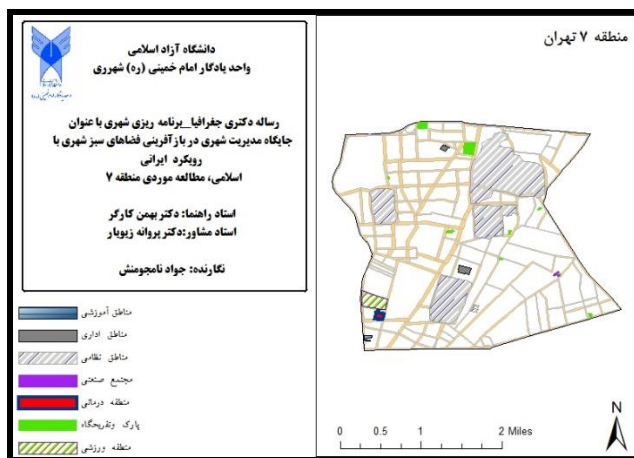 دانشگاه آزاد اسلامی
واحد یادگار امام خمینی (ره) شهرری
رساله دکتری جغرافیا__برنامه ریزی شهری با عنوان
جایگاه مدیریت شهری در بازآفرینی فضاهای سبز شهری با
رویکرد ایرانی
اسلامی، مطالعه موردی منطقه ۷
استاد راهنما: دکتر بهمن کارگر
استاد مشاور:دکتر پروانه زیویار
نگارنده: جواد نامجومنش
مناطق آموزشی
مناطق اداری
مناطق نظامی
مجتمع صنعتی
منطقه درمانی
پارک وتفریحگاه
منطقه ورزشی
منطقه ۷ تهران
N
0 0.5 1 2 Miles